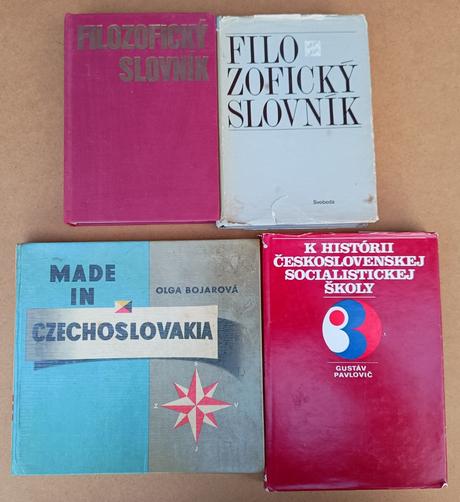 FILOZOFICKÝ
SLOVNÍK
FILO
ZOFICKÝ
SLOVNÍK
Svoboda
MADE
IN
CZECHOSLOVAKIA
OLGA BOJAROVÁ
Z
V
K HISTÓRII
ČESKOSLOVENSKEJ
SOCIALISTICKEJ
ŠKOLY
GUSTÁV
PAVLOVIČ